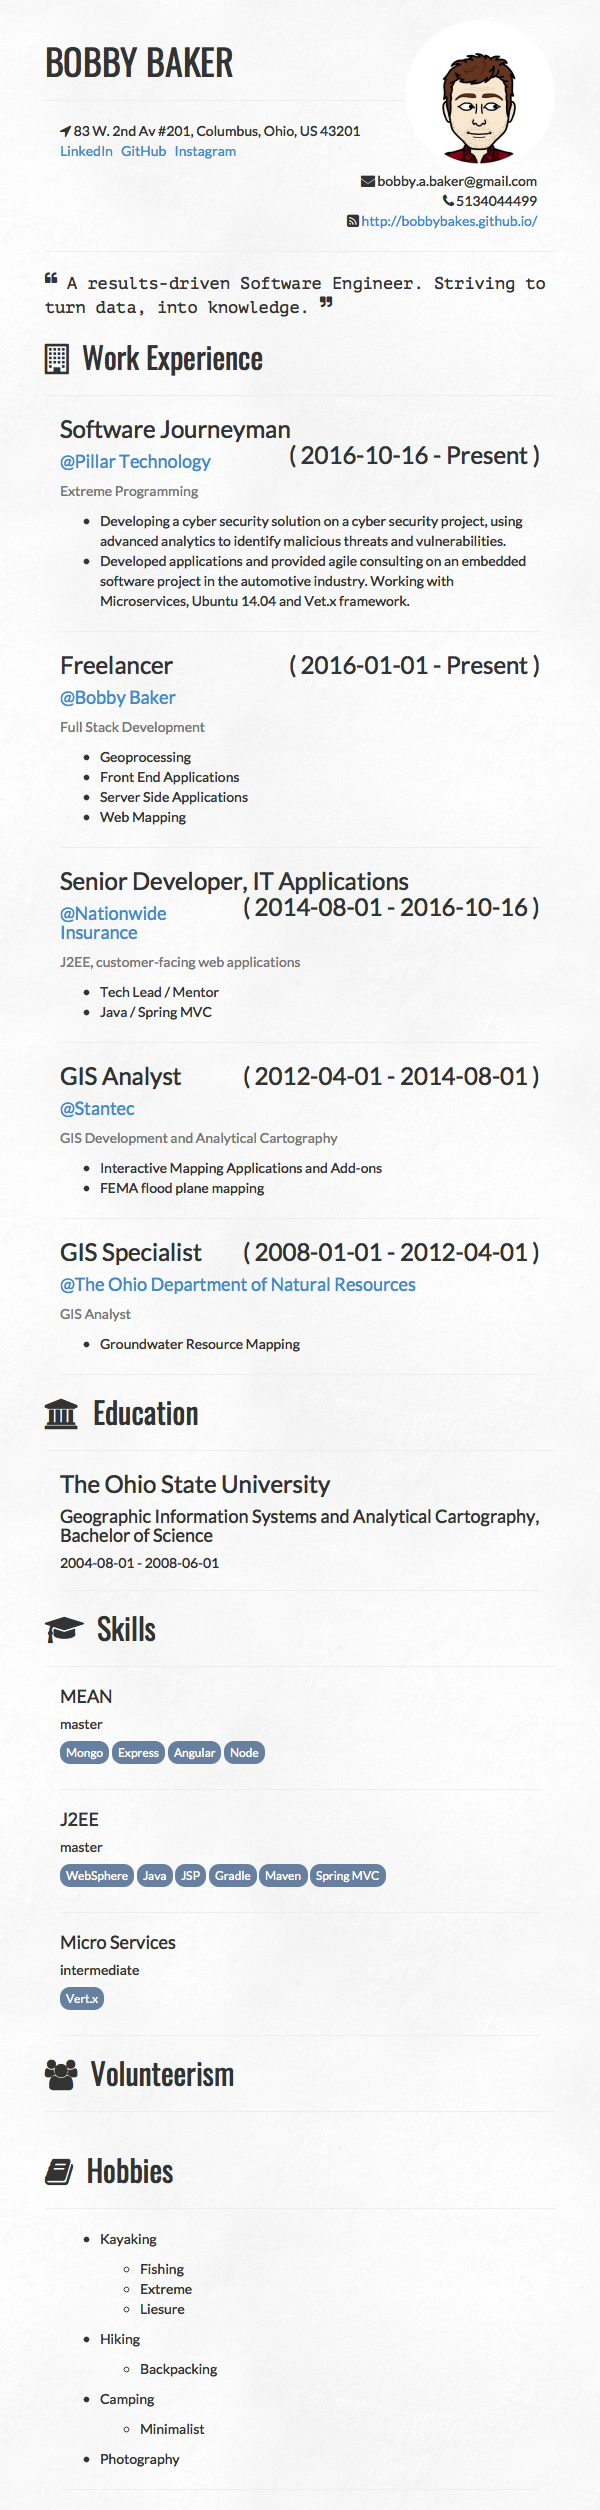 BOBBY BAKER
83 W. 2nd Av #201, Columbus, Ohio, US 43201
LinkedIn GitHub Instagram
bobby.a.baker@gmail.com
5134044499
http://bobbybakes.github.io/
“ A results-driven Software Engineer. Striving to
turn data, into knowledge. ”
Work Experience
Software Journeyman
( 2016-10-16 - Present )
@Pillar Technology
Extreme Programming
• Developing a cyber security solution on a cyber security project, using
advanced analytics to identify malicious threats and vulnerabilities.
• Developed applications and provided agile consulting on an embedded
software project in the automotive industry. Working with
Microservices, Ubuntu 14.04 and Vet.x framework.
Freelancer ( 2016-01-01 - Present )
@Bobby Baker
Full Stack Development
• Geoprocessing
• Front End Applications
• Server Side Applications
• Web Mapping
Senior Developer, IT Applications
( 2014-08-01 - 2016-10-16 )
@Nationwide
Insurance
J2EE, customer-facing web applications
• Tech Lead / Mentor
• Java / Spring MVC
GIS Analyst ( 2012-04-01 - 2014-08-01 )
@Stantec
GIS Development and Analytical Cartography
• Interactive Mapping Applications and Add-ons
• FEMA flood plane mapping
GIS Specialist ( 2008-01-01 - 2012-04-01 )
@The Ohio Department of Natural Resources
GIS Analyst
• Groundwater Resource Mapping
Education
The Ohio State University
Geographic Information Systems and Analytical Cartography,
Bachelor of Science
2004-08-01 - 2008-06-01
Skills
MEAN
master
Mongo Express Angular Node
J2EE
master
WebSphere Java JSP Gradle Maven Spring MVC
Micro Services
intermediate
Vert.x
Volunteerism
Hobbies
• Kayaking
◦ Fishing
◦ Extreme
◦ Liesure
• Hiking
◦ Backpacking
• Camping
◦ Minimalist
• Photography